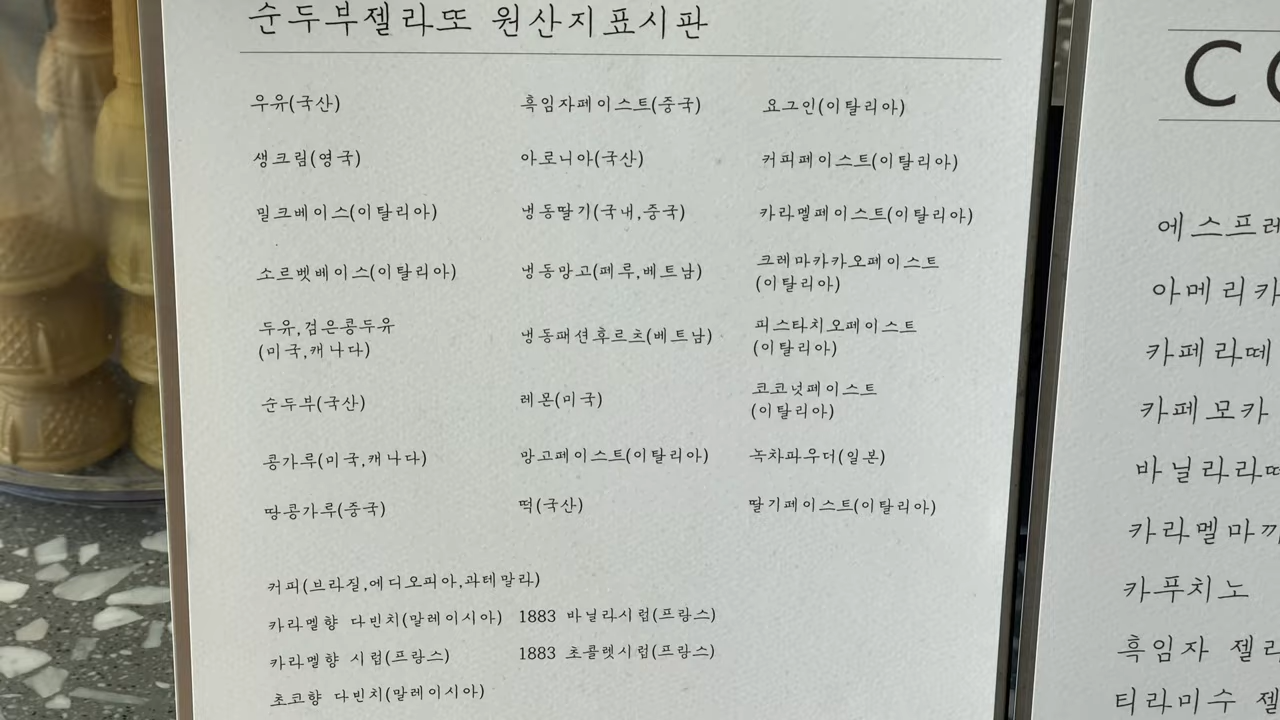 순두부젤라또 원산지표시판
우유(국산)
생크림(영국)
밀크베이스(이탈리아)
소르벳베이스(이탈리아)
두유,검은콩두유
(미국,캐나다)
순두부(국산)
콩가루(미국,캐나다)
땅콩가루(중국)
흑임자페이스트(중국)
아로니아(국산)
냉동딸기(국내,중국)
냉동망고(페루,베트남)
냉동패션후르츠(베트남)
레몬(미국)
망고페이스트(이탈리아)
떡(국산)
요그인(이탈리아)
커피페이스트(이탈리아)
카라멜페이스트(이탈리아)
크레마카카오페이스트
(이탈리아)
피스타치오페이스트
(이탈리아)
코코넛페이스트
(이탈리아)
녹차파우더(일본)
딸기페이스트(이탈리아)
커피(브라질,에디오피아,과테말라)
카라멜향 다빈치(말레이시아)
카라멜향 시럽(프랑스)
초코향 다빈치(말레이시아)
1883 바닐라시럽(프랑스)
1883 초콜렛시럽(프랑스)
에스프레
아메리카
카페라떼
카페모카
바닐라라떼
카라멜마끼
카푸치노
흑임자 젤라
티라미수 젤